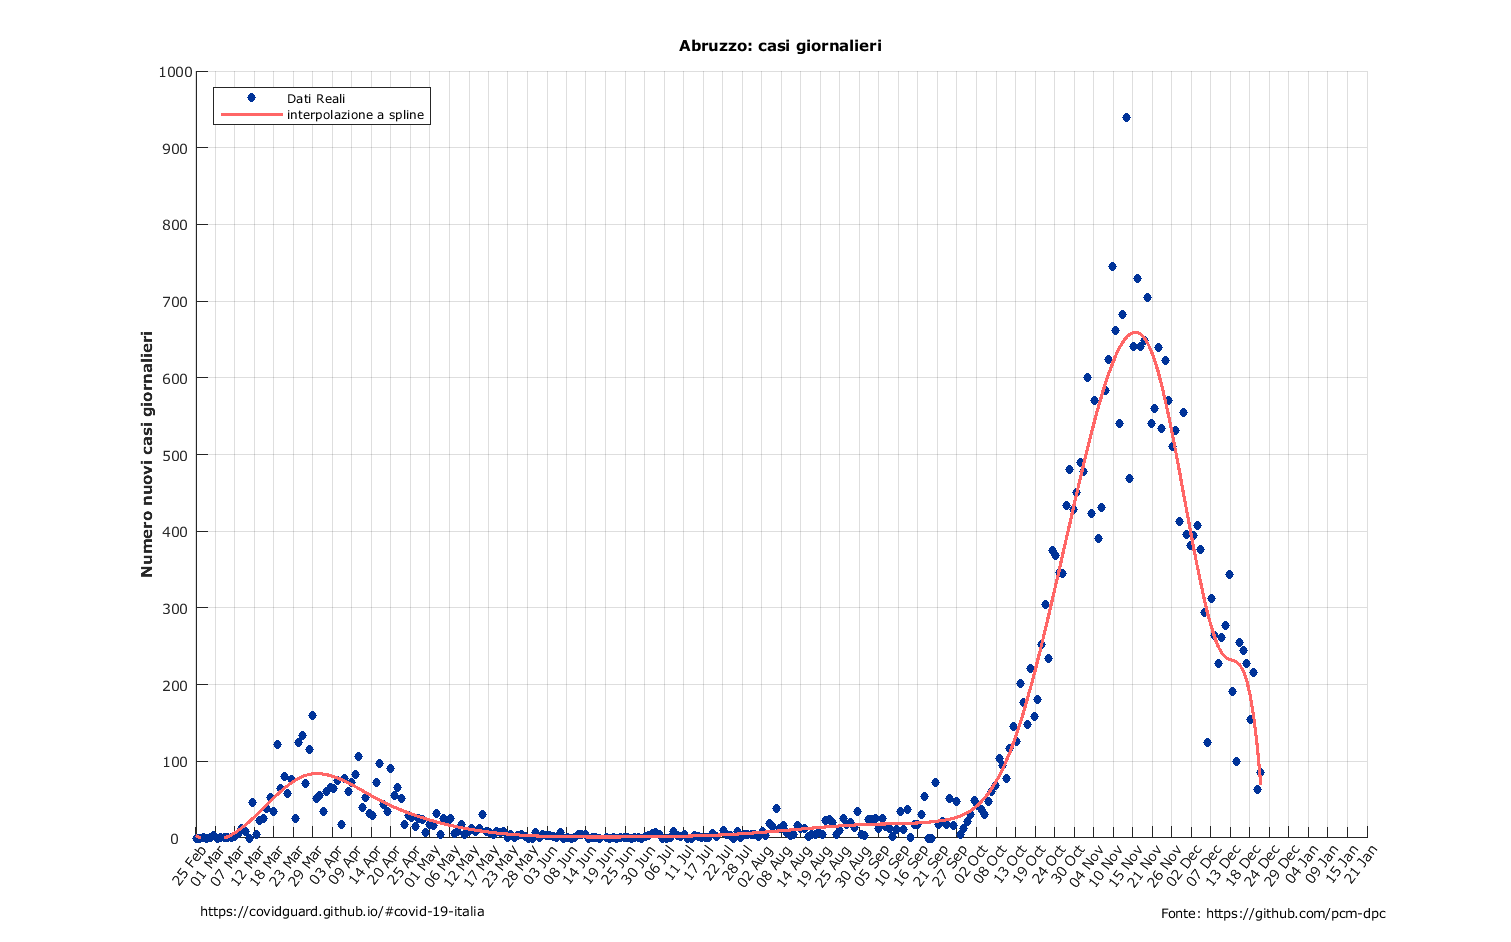 Abruzzo: casi giornalieri
Dati Reali
interpolazione a spline
Numero nuovi casi giornalieri
1000
900
800
700
600
500
400
300
200
100
0
25 Feb
01 Mar
07 Mar
12 Mar
18 Mar
23 Mar
29 Mar
03 Apr
09 Apr
14 Apr
20 Apr
25 Apr
01 May
06 May
12 May
17 May
23 May
28 May
03 Jun
08 Jun
14 Jun
19 Jun
25 Jun
30 Jun
06 Jul
11 Jul
17 Jul
22 Jul
28 Jul
02 Aug
08 Aug
14 Aug
19 Aug
25 Aug
30 Aug
05 Sep
10 Sep
16 Sep
21 Sep
27 Oct
02 Oct
08 Oct
13 Oct
19 Oct
24 Oct
30 Oct
04 Nov
10 Nov
15 Nov
21 Nov
26 Nov
02 Dec
07 Dec
13 Dec
18 Dec
24 Dec
29 Dec
04 Jan
09 Jan
15 Jan
21 Jan
https://covidguard.github.io/#covid-19-italia
Fonte: https://github.com/pcm-dpc